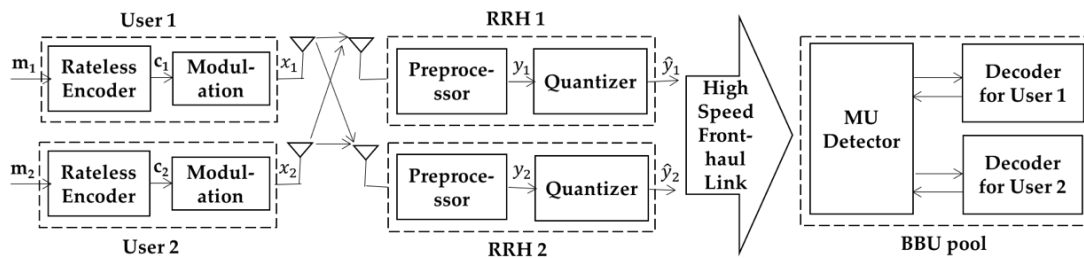 User 1
RRH 1
m₁
Rateless
Encoder
c₁
Modul-
ation
x₁
Preproce-
ssor
y₁
Quantizer
ŷ₁
High
Speed
Front-
haul
Link
MU
Detector
Decoder
for User 1
m₂
Rateless
Encoder
c₂
Modul-
ation
x₂
Preproce-
ssor
y₂
Quantizer
ŷ₂
Decoder
for User 2
User 2
RRH 2
BBU pool